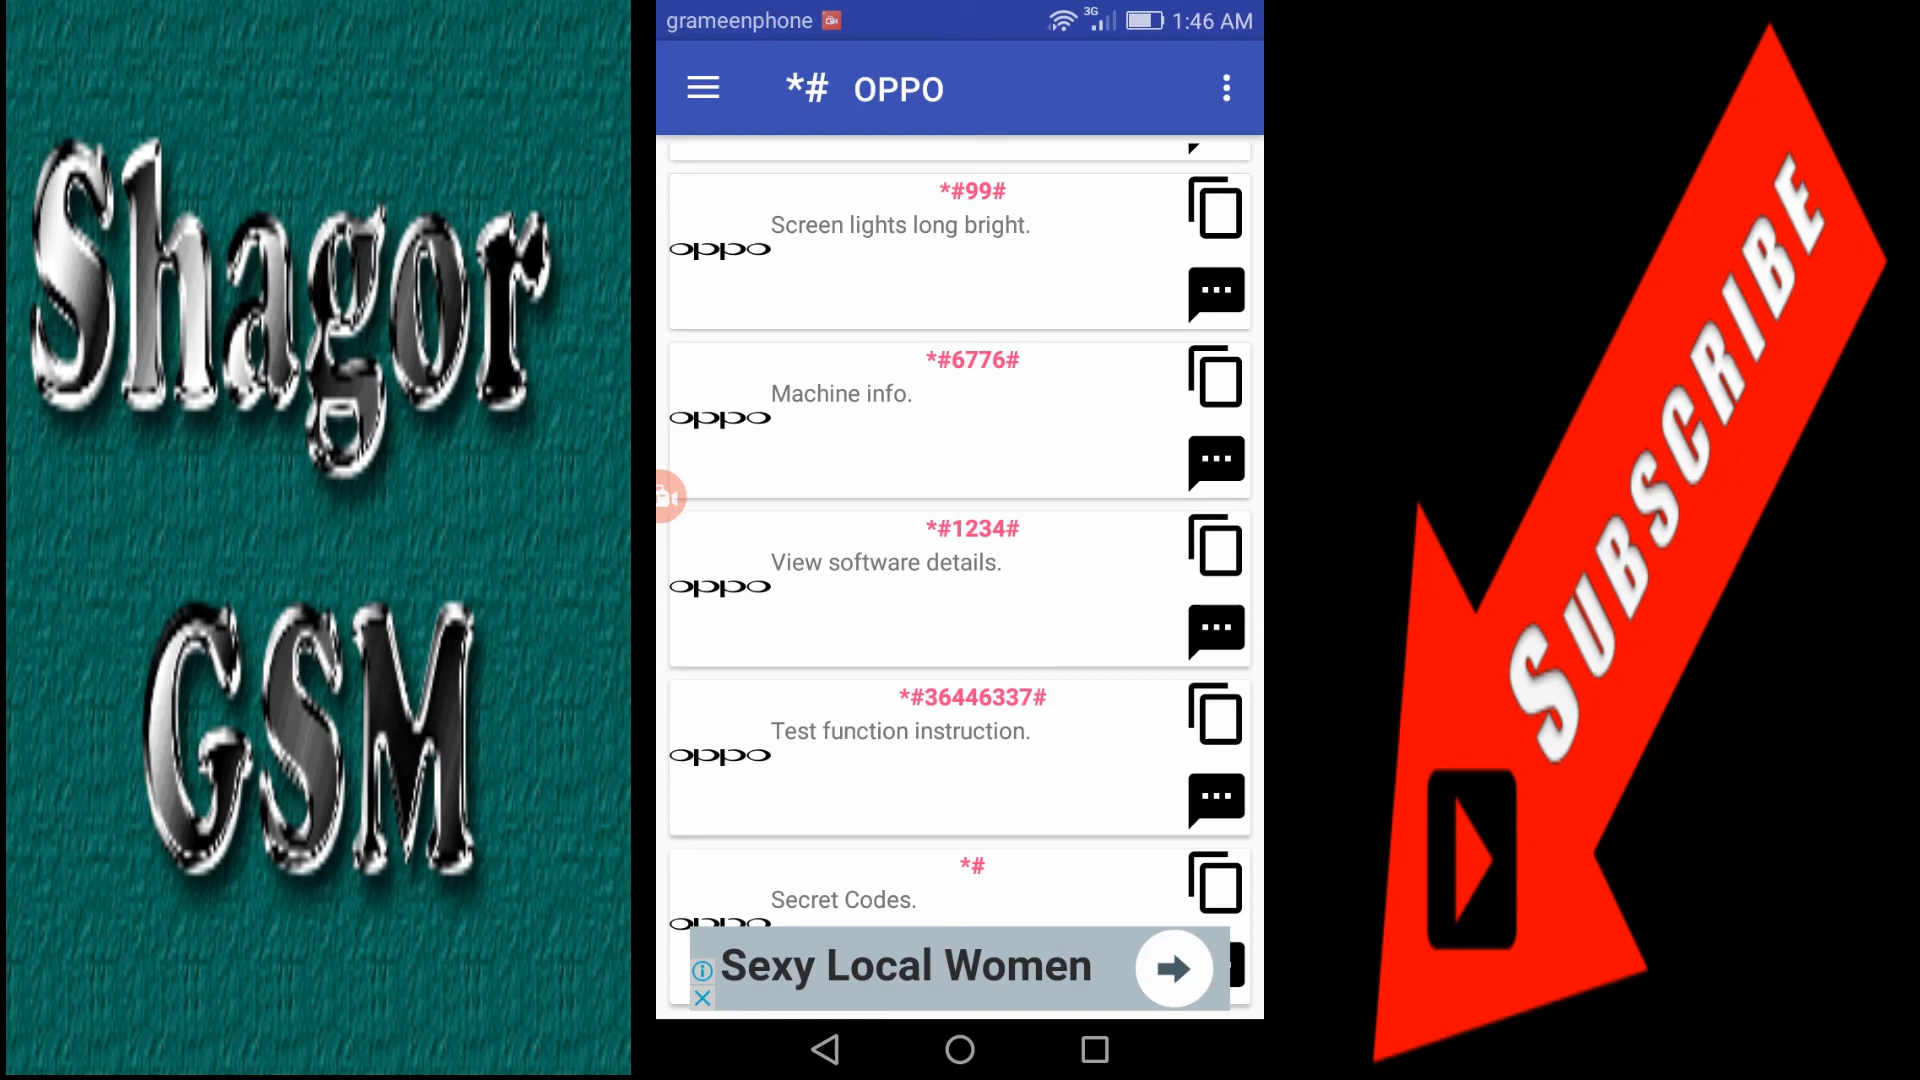 Shagor
GSM
grameenphone
3G
1:46 AM
*# OPPO
*#99#
Screen lights long bright.
oppo
*#6776#
Machine info.
oppo
*#1234#
View software details.
oppo
*#36446337#
Test function instruction.
oppo
*#
Secret Codes.
oppo
Sexy Local Women
SUBSCRIBE